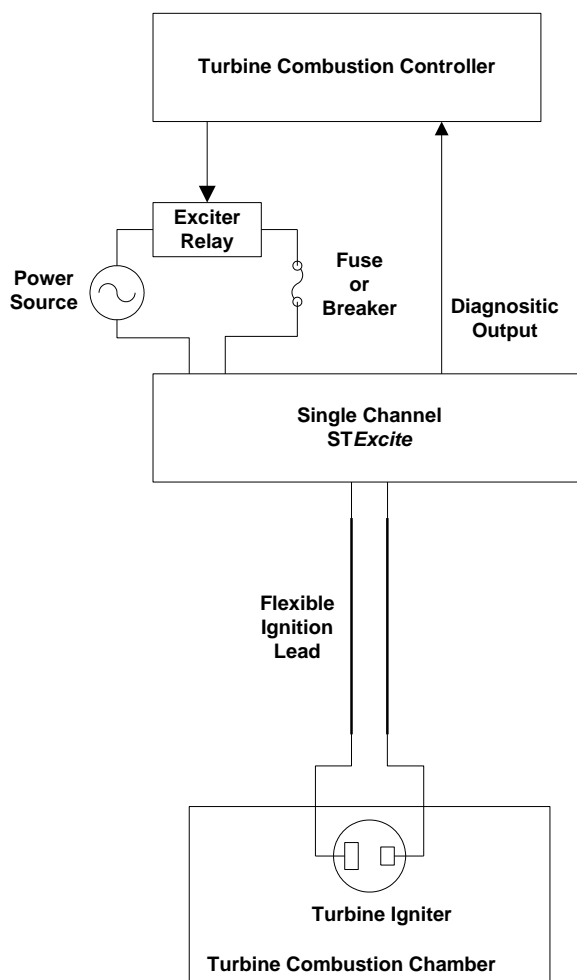 Turbine Combustion Controller
Exciter
Relay
Fuse
or
Breaker
Power
Source
Diagnositic
Output
Single Channel
STExcite
Flexible
Ignition
Lead
Turbine Igniter
Turbine Combustion Chamber